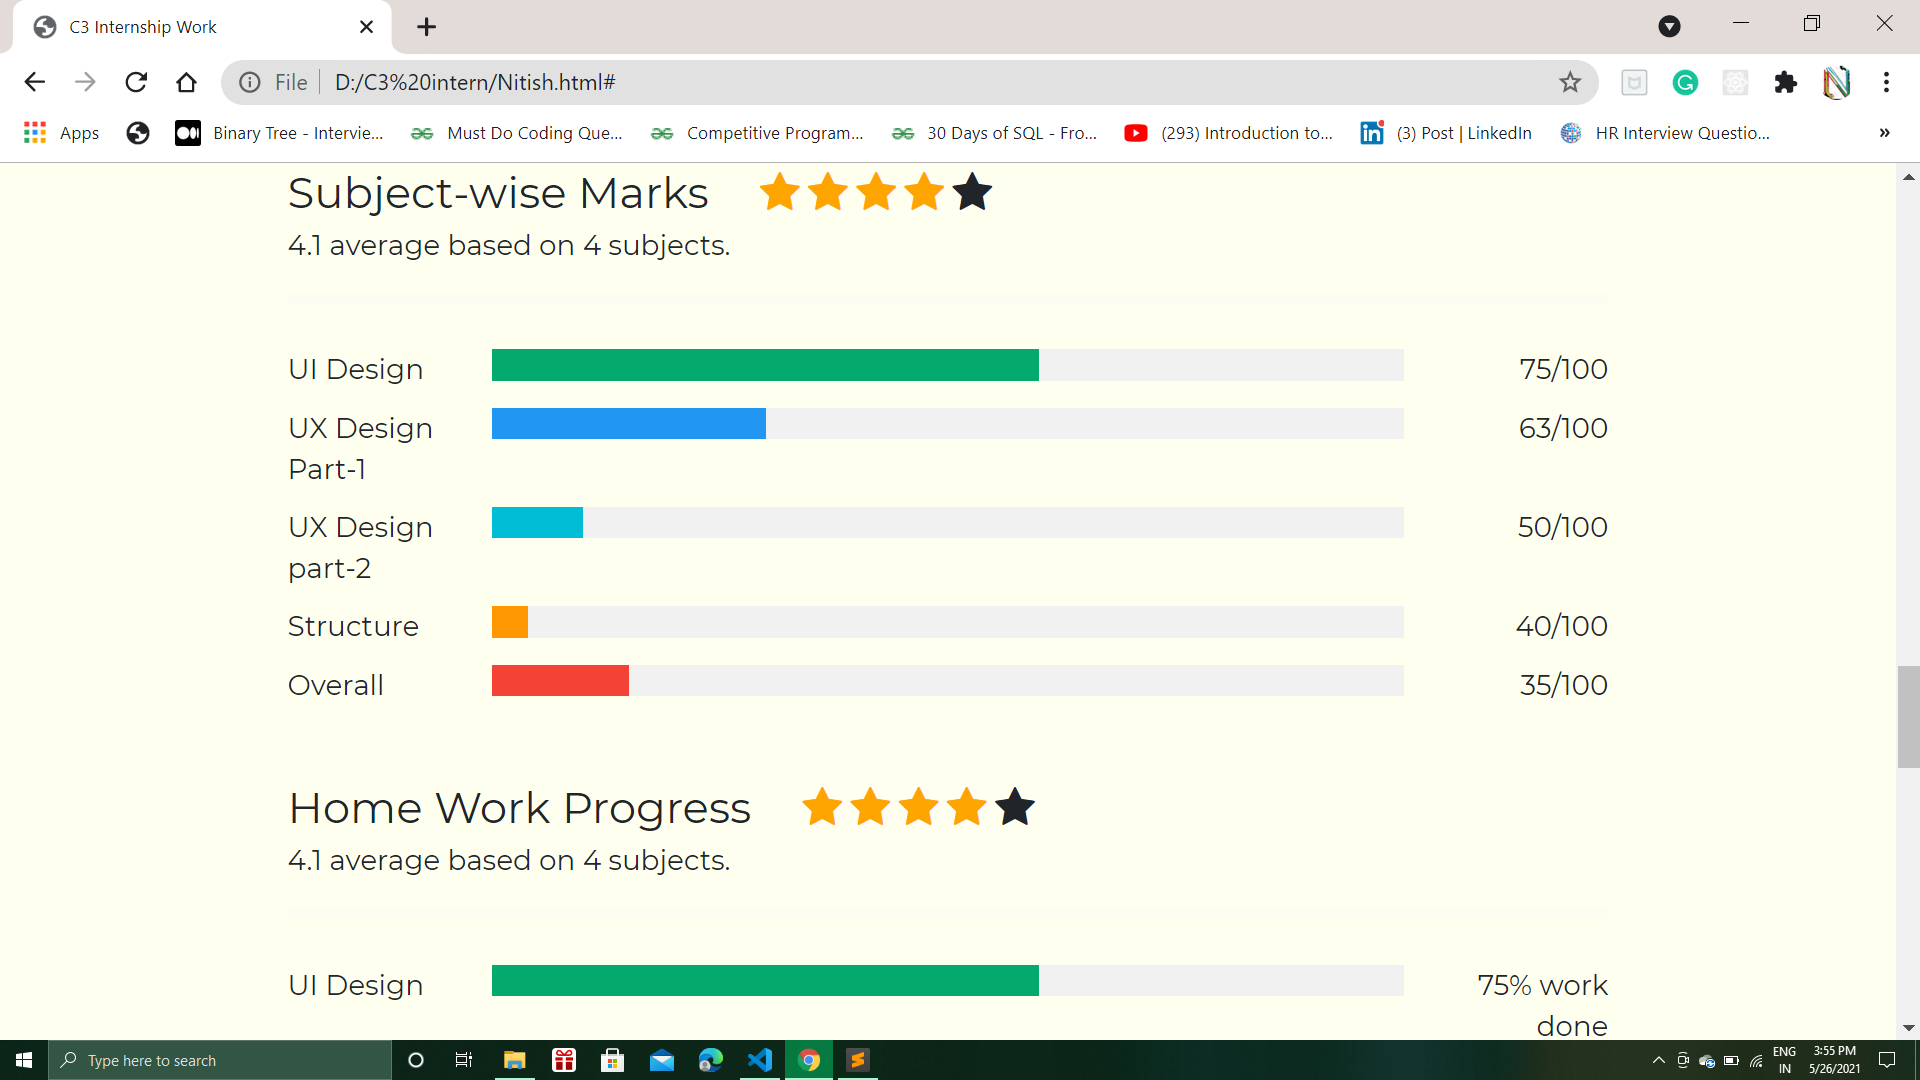 C3 Internship Work
File D:/C3%20intern/Nitish.html#
Apps Binary Tree - Intervie... Must Do Coding Que... Competitive Program... 30 Days of SQL - Fro... (293) Introduction to... (3) Post | LinkedIn HR Interview Questio... »
Subject-wise Marks
4.1 average based on 4 subjects.
UI Design 75/100
UX Design 63/100
Part-1
UX Design 50/100
part-2
Structure 40/100
Overall 35/100
Home Work Progress
4.1 average based on 4 subjects.
UI Design 75% work
done
Type here to search
ENG 3:55 PM
IN 5/26/2021